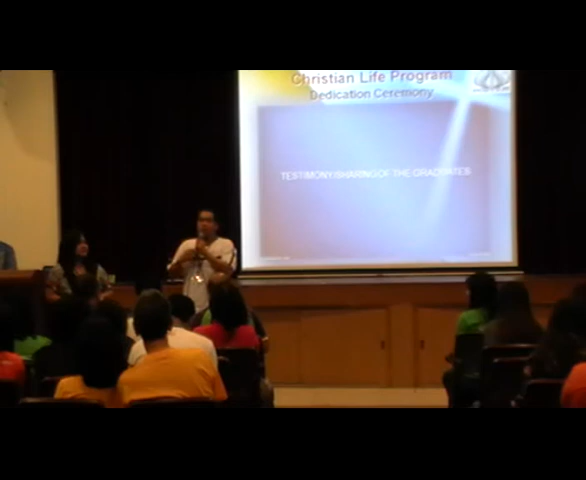 Christian Life Program
Dedication Ceremony
TESTIMONY/SHARING OF THE GRADUATES